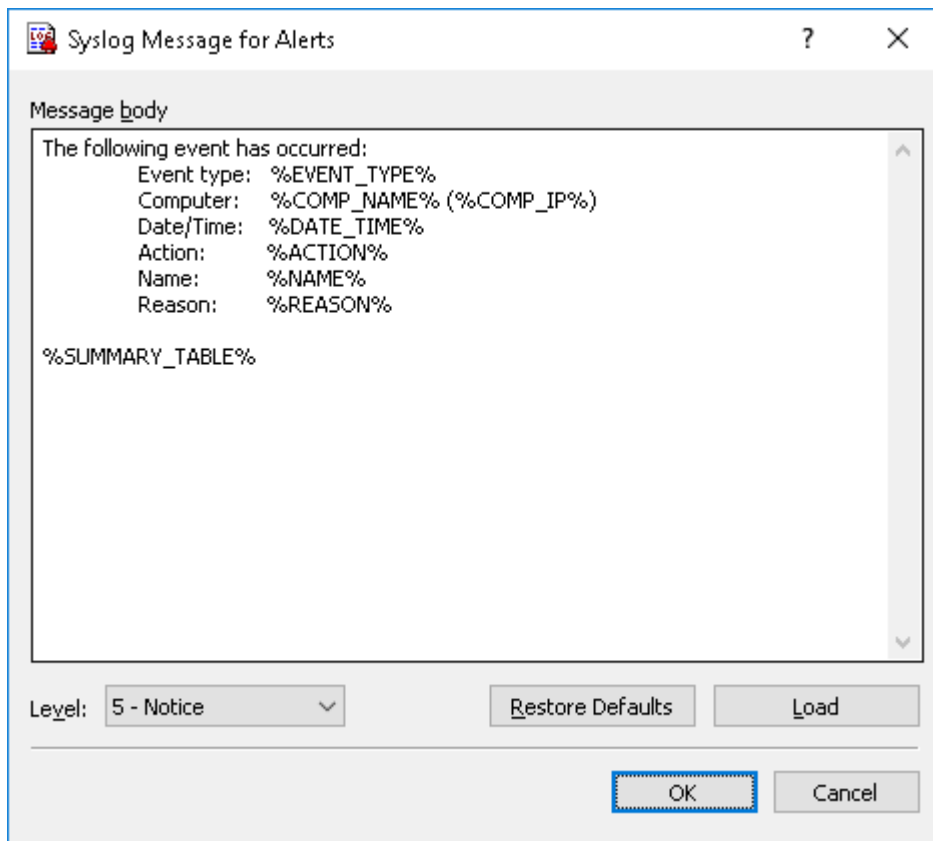 Syslog Message for Alerts ?
Message body
The following event has occurred:
Event type: %EVENT_TYPE%
Computer: %COMP_NAME% (%COMP_IP%)
Date/Time: %DATE_TIME%
Action: %ACTION%
Name: %NAME%
Reason: %REASON%
%SUMMARY_TABLE%
Level: 5 - Notice Restore Defaults Load
OK Cancel